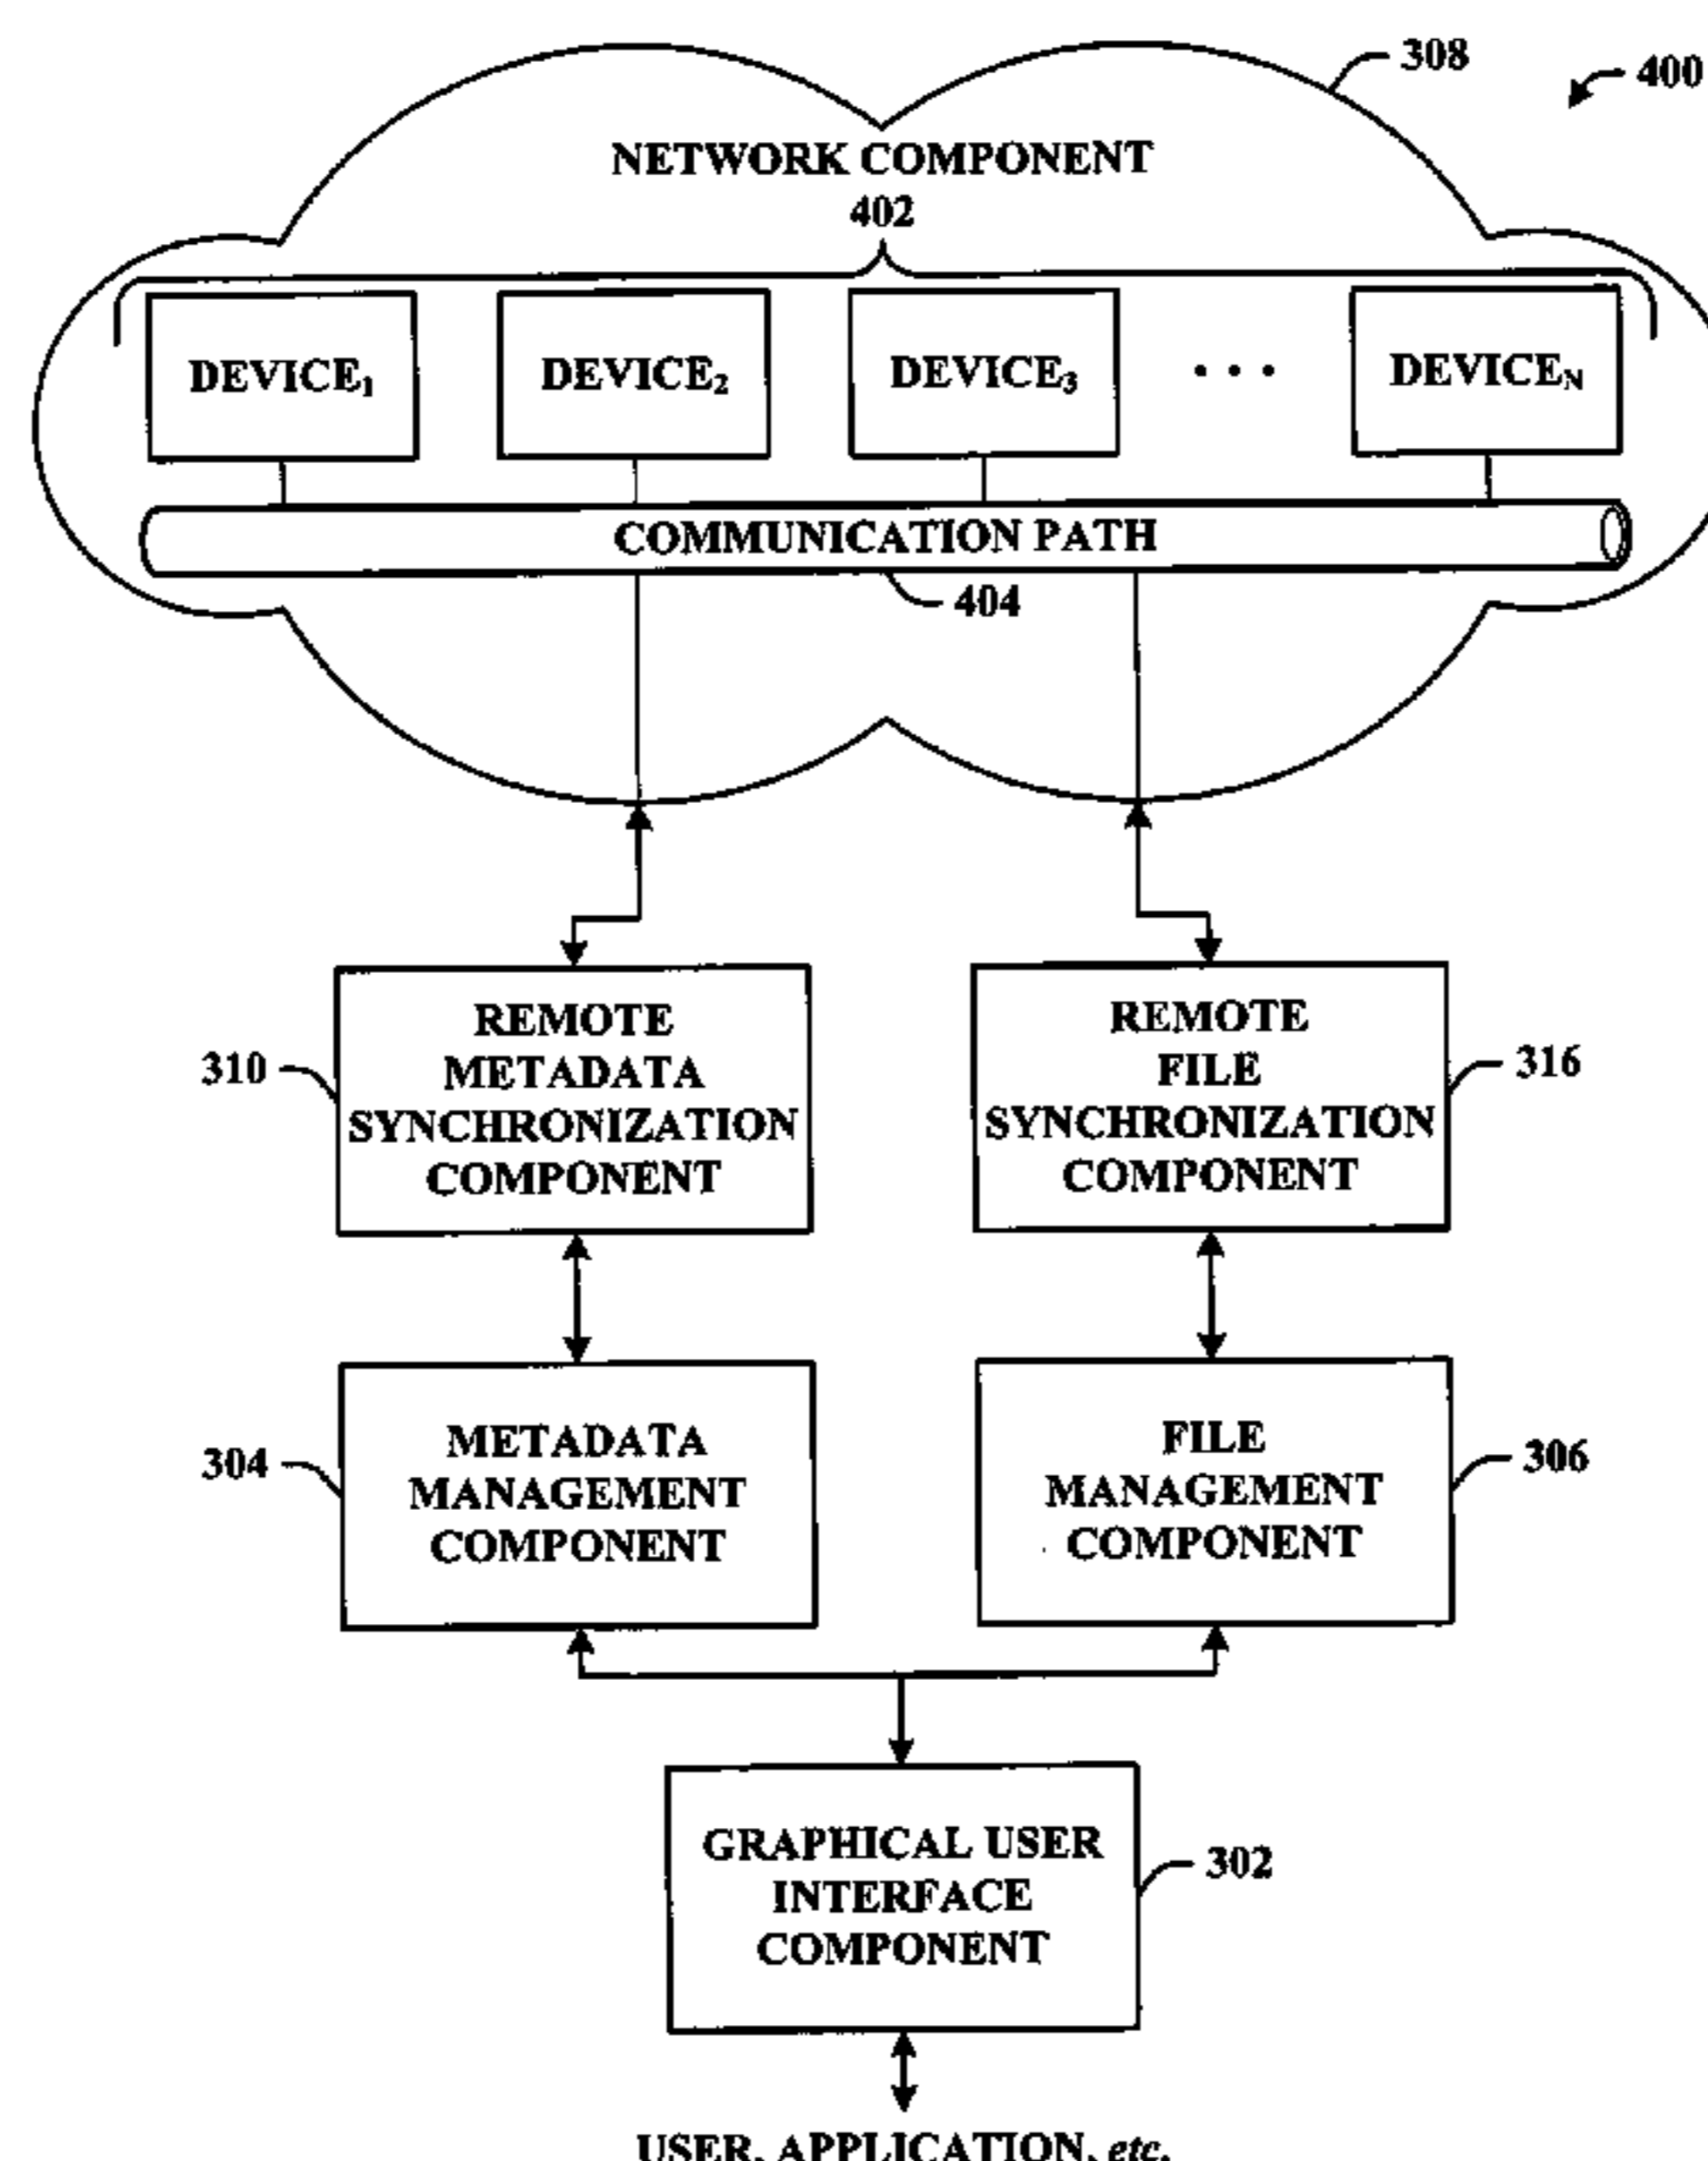 308
400
NETWORK COMPONENT
402
DEVICE1 DEVICE2 DEVICE3 . . . DEVICEN
COMMUNICATION PATH
404
REMOTE
METADATA
SYNCHRONIZATION
COMPONENT
310
REMOTE
FILE
SYNCHRONIZATION
COMPONENT
316
METADATA
MANAGEMENT
COMPONENT
304
FILE
MANAGEMENT
COMPONENT
306
GRAPHICAL USER
INTERFACE
COMPONENT
302
USER, APPLICATION, etc.